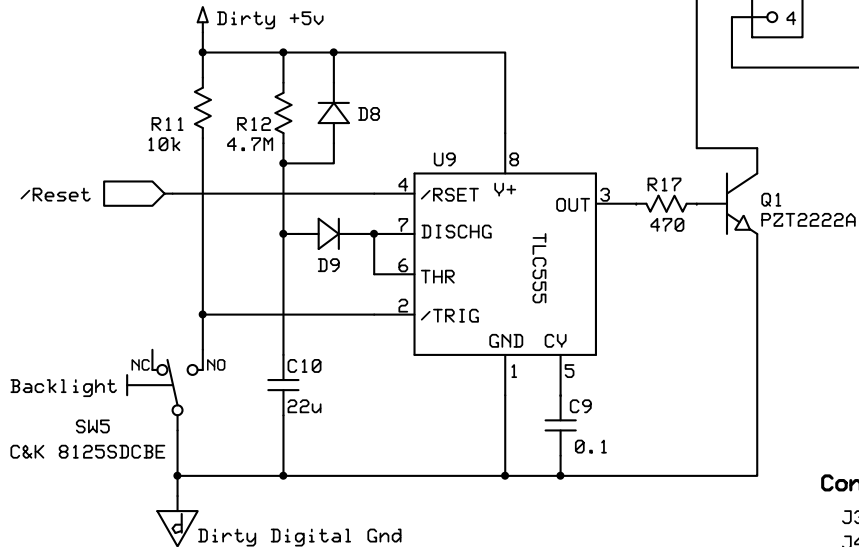 Dirty +5v
4
R11
10k
R12
4.7M
D8
U9
8
/Reset
4
/RSET
V+
OUT
3
R17
470
Q1
PZT2222A
7
DISCHG
D9
6
THR
TLC555
2
/TRIG
GND
CV
1
5
NC
NO
C10
22u
Backlight
C9
0.1
SW5
C&K 8125SDCBE
d
Dirty Digital Gnd
Con
J3
J4